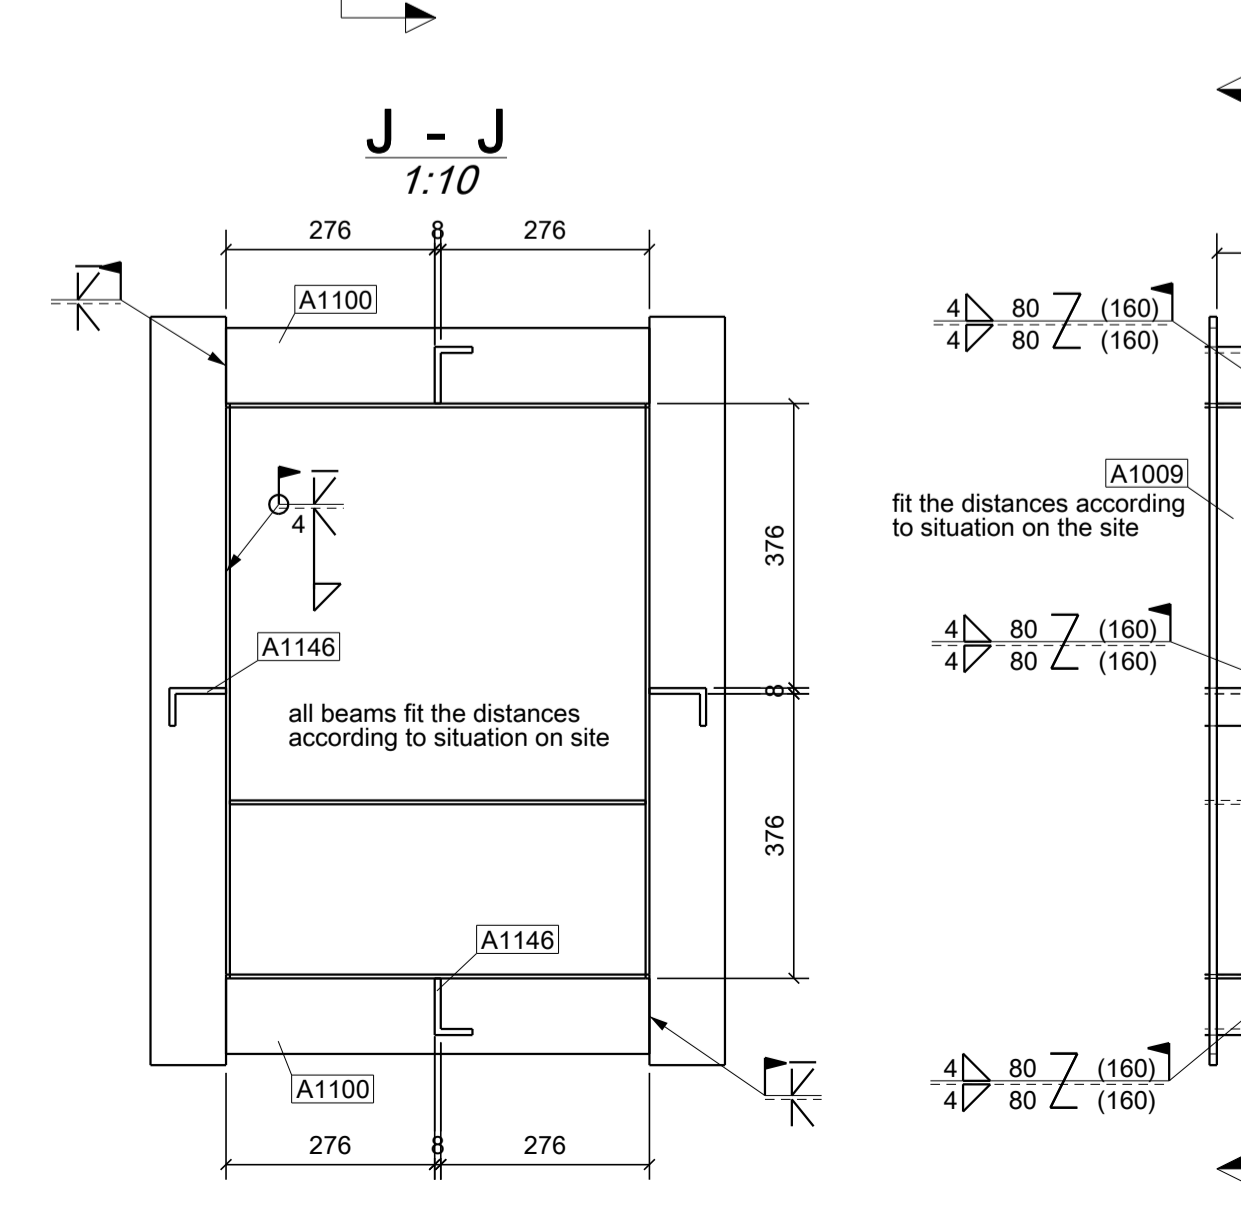 J - J
1:10
276 8 276
A1100
4
A1146
all beams fit the distances
according to situation on site
376
8
376
A1146
A1100
276 8 276
4 80 (160)
4 80 (160)
A1009
fit the distances according
to situation on the site
4 80 (160)
4 80 (160)
4 80 (160)
4 80 (160)